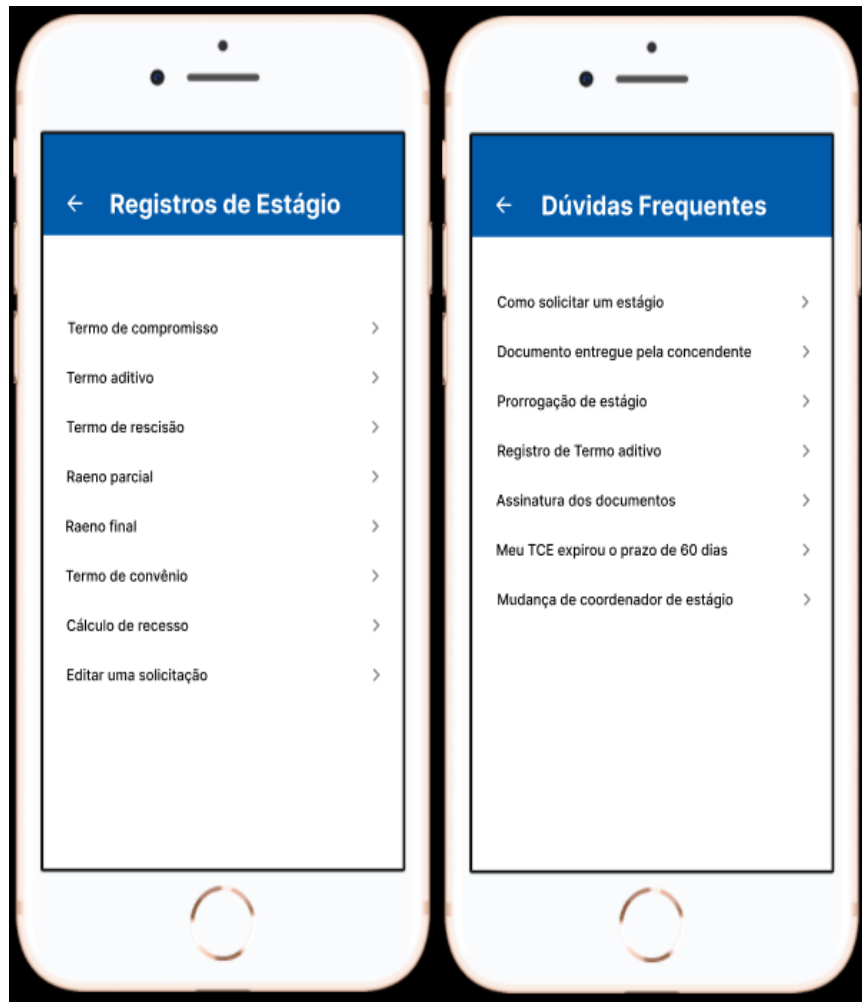 Registros de Estágio
Termo de compromisso
Termo aditivo
Termo de rescisão
Raeno parcial
Raeno final
Termo de convênio
Cálculo de recesso
Editar uma solicitação
Dúvidas Frequentes
Como solicitar um estágio
Documento entregue pela concendente
Prorrogação de estágio
Registro de Termo aditivo
Assinatura dos documentos
Meu TCE expirou o prazo de 60 dias
Mudança de coordenador de estágio